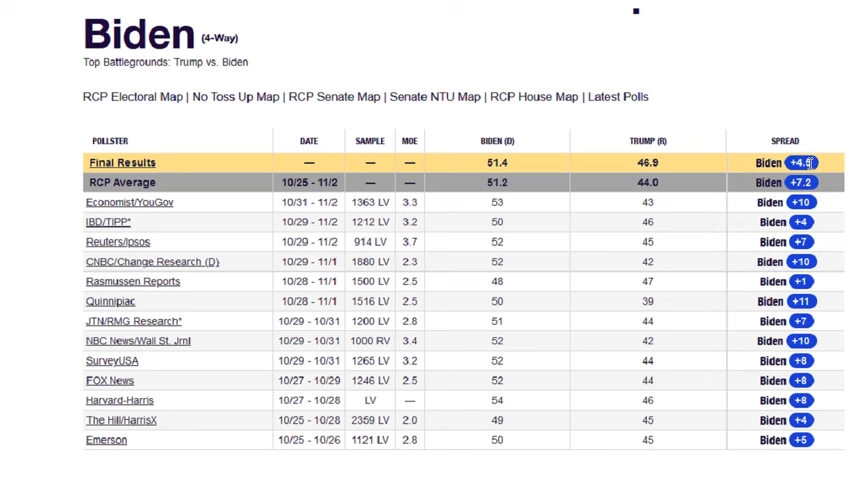 Biden (4-Way)
Top Battlegrounds: Trump vs. Biden
RCP Electoral Map | No Toss Up Map | RCP Senate Map | Senate NTU Map | RCP House Map | Latest Polls
POLLSTER DATE SAMPLE MOE BIDEN (D) TRUMP (R) SPREAD
Final Results — — — 51.4 46.9 Biden +4.5
RCP Average 10/25 - 11/2 — — 51.2 44.0 Biden +7.2
Economist/YouGov 10/31 - 11/2 1363 LV 3.3 53 43 Biden +10
IBD/TIPP* 10/29 - 11/2 1212 LV 3.2 50 46 Biden +4
Reuters/Ipsos 10/29 - 11/2 914 LV 3.7 52 45 Biden +7
CNBC/Change Research (D) 10/29 - 11/1 1880 LV 2.3 52 42 Biden +10
Rasmussen Reports 10/28 - 11/1 1500 LV 2.5 48 47 Biden +1
Quinnipiac 10/28 - 11/1 1516 LV 2.5 50 39 Biden +11
JTN/RMG Research* 10/29 - 10/31 1200 LV 2.8 51 44 Biden +7
NBC News/Wall St. Jrnl 10/29 - 10/31 1000 RV 3.4 52 42 Biden +10
SurveyUSA 10/29 - 10/31 1265 LV 3.2 52 44 Biden +8
FOX News 10/27 - 10/29 1246 LV 2.5 52 44 Biden +8
Harvard-Harris 10/27 - 10/28 LV — 54 46 Biden +8
The Hill/HarrisX 10/25 - 10/28 2359 LV 2.0 49 45 Biden +4
Emerson 10/25 - 10/26 1121 LV 2.8 50 45 Biden +5